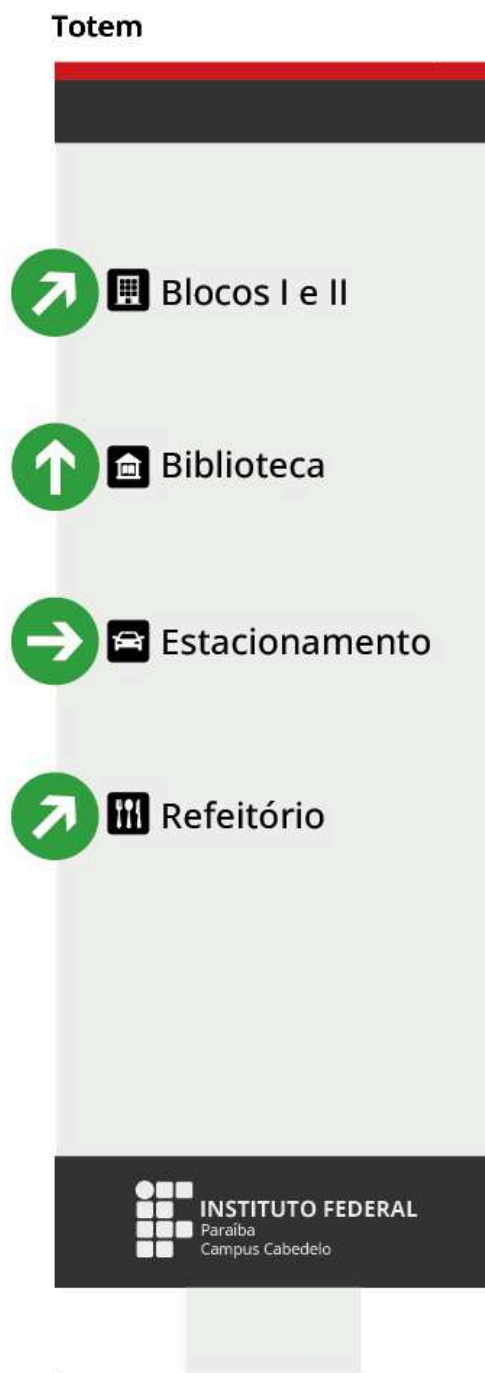 Totem
Blocos I e II
Biblioteca
Estacionamento
Refeitório
INSTITUTO FEDERAL
Paraíba
Campus Cabedelo